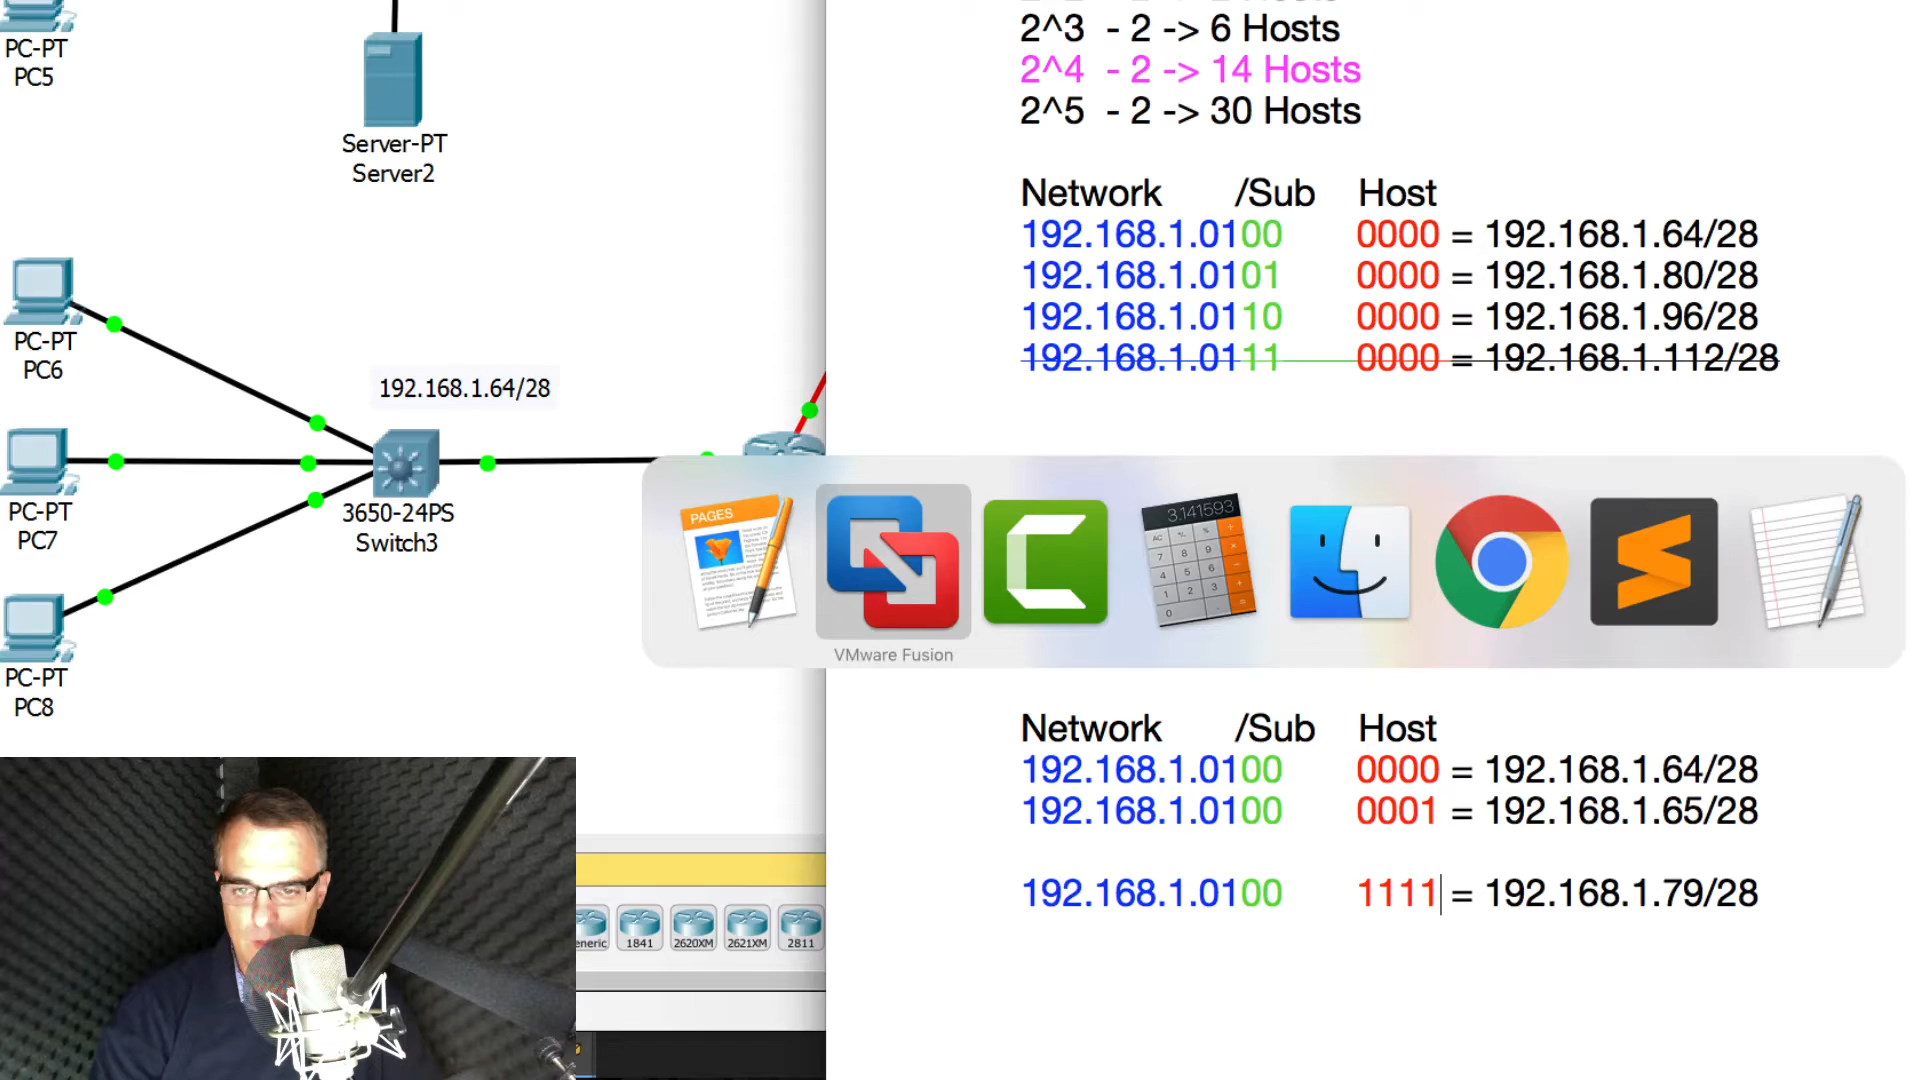 PC-PT
PC5
Server-PT
Server2
PC-PT
PC6
192.168.1.64/28
PC-PT
PC7
3650-24PS
Switch3
PC-PT
PC8
2^3 - 2 -> 6 Hosts
2^4 - 2 -> 14 Hosts
2^5 - 2 -> 30 Hosts
Network /Sub Host
192.168.1.0100 0000 = 192.168.1.64/28
192.168.1.0101 0000 = 192.168.1.80/28
192.168.1.0110 0000 = 192.168.1.96/28
192.168.1.0111 0000 = 192.168.1.112/28
PAGES
3.141593
VMware Fusion
Network /Sub Host
192.168.1.0100 0000 = 192.168.1.64/28
192.168.1.0100 0001 = 192.168.1.65/28
192.168.1.0100 1111 = 192.168.1.79/28
eneric 1841 2620XM 2621XM 2811